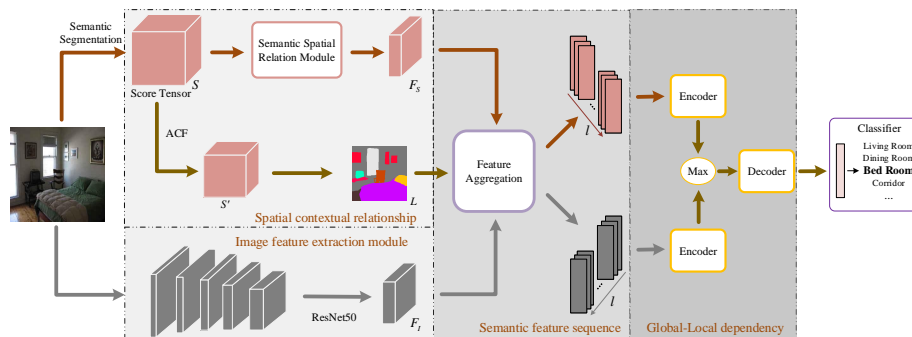 Semantic
Segmentation
Score Tensor
S
Semantic Spatial
Relation Module
F_S
ACF
S'
L
Spatial contextual relationship
Image feature extraction module
ResNet50
F_I
Feature
Aggregation
...
l
...
l
Semantic feature sequence
Encoder
Max
Decoder
Encoder
Global-Local dependency
Classifier
Living Room
Dining Room
Bed Room
Corridor
...